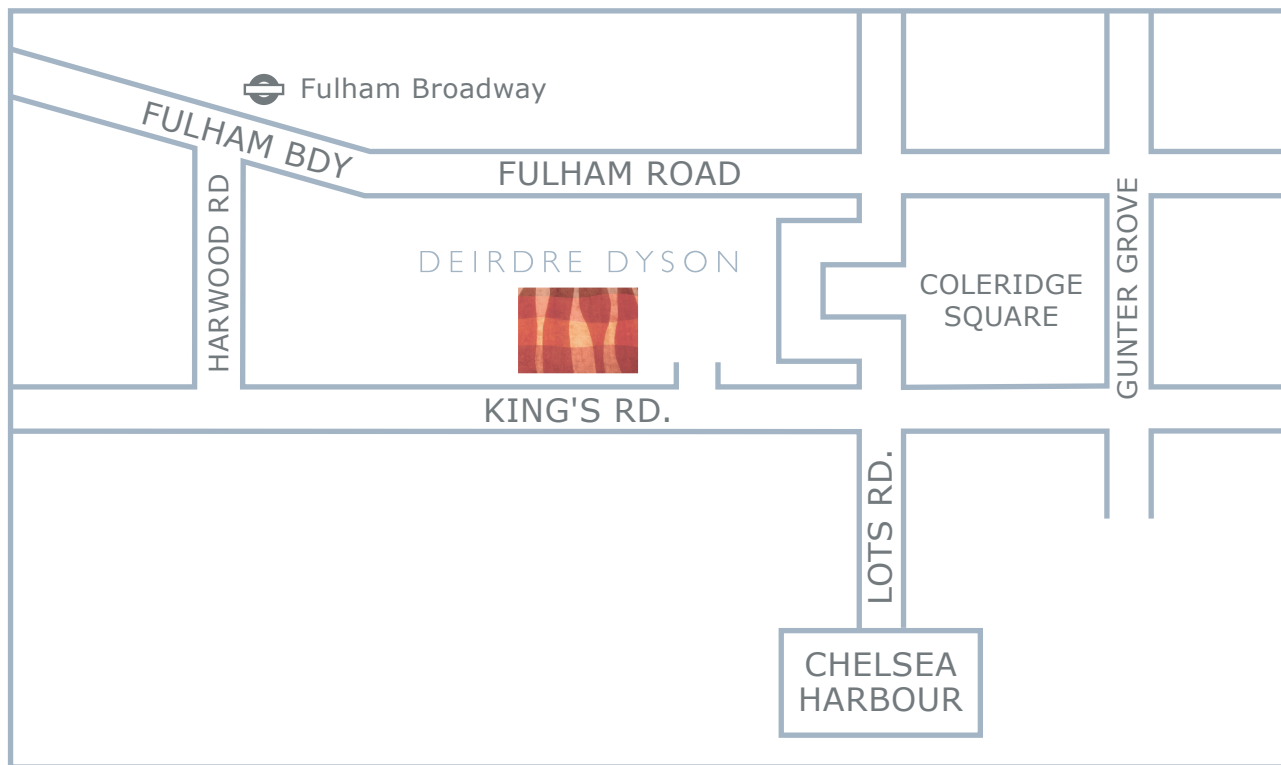 Fulham Broadway
FULHAM BDY
FULHAM ROAD
HARWOOD RD
DEIRDRE DYSON
COLERIDGE
SQUARE
GUNTER GROVE
KING'S RD.
LOTS RD.
CHELSEA
HARBOUR